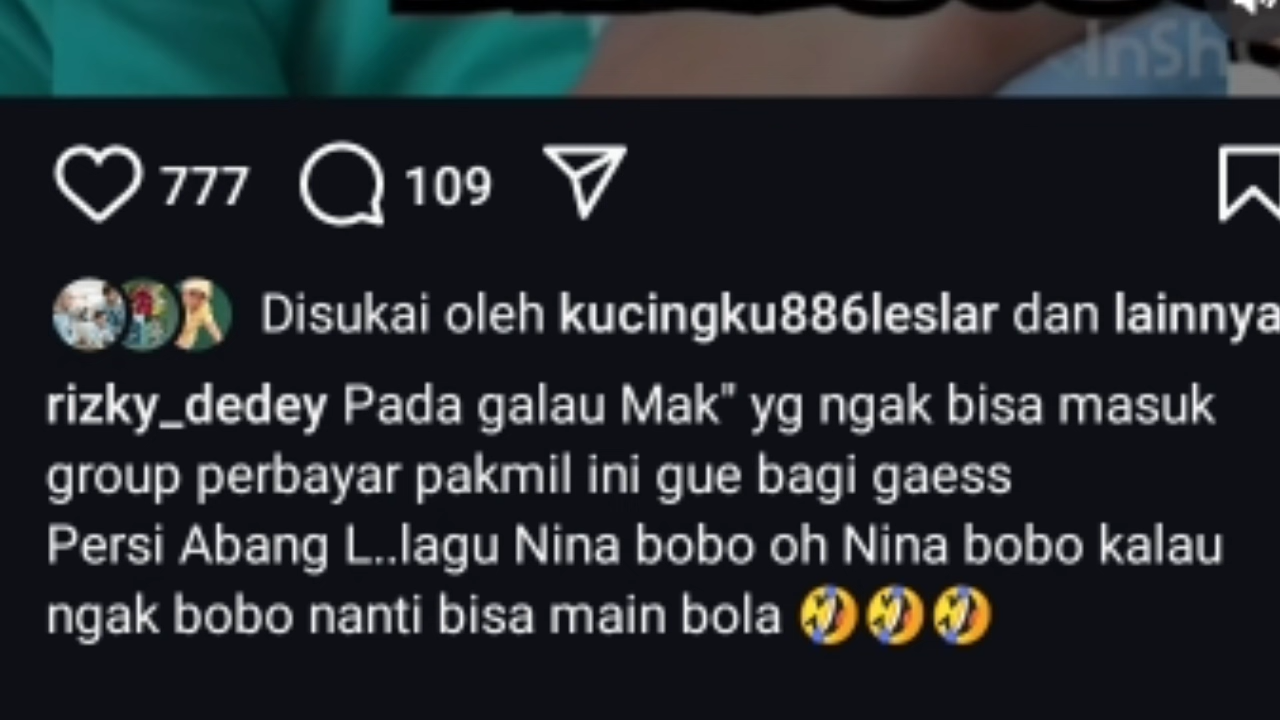 InSh
777 109
Disukai oleh kucingku886leslar dan lainnya
rizky_dedey Pada galau Mak" yg ngak bisa masuk
group perbayar pakmil ini gue bagi gaess
Persi Abang L..lagu Nina bobo oh Nina bobo kalau
ngak bobo nanti bisa main bola 🤣🤣🤣